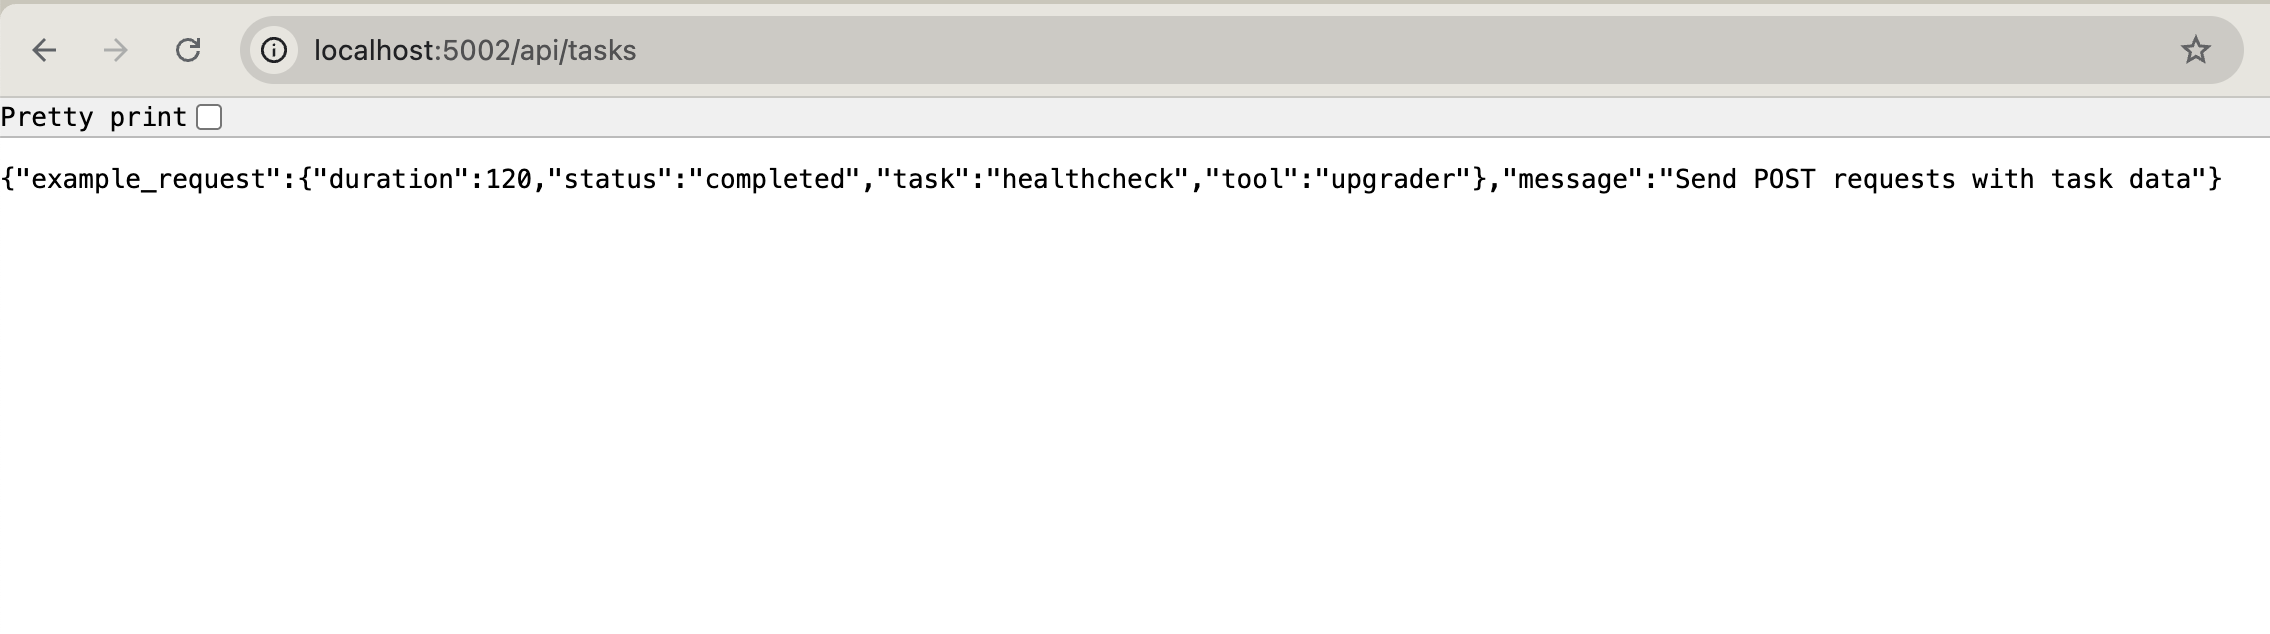 localhost:5002/api/tasks
Pretty print
{"example_request":{"duration":120,"status":"completed","task":"healthcheck","tool":"upgrader"},"message":"Send POST requests with task data"}